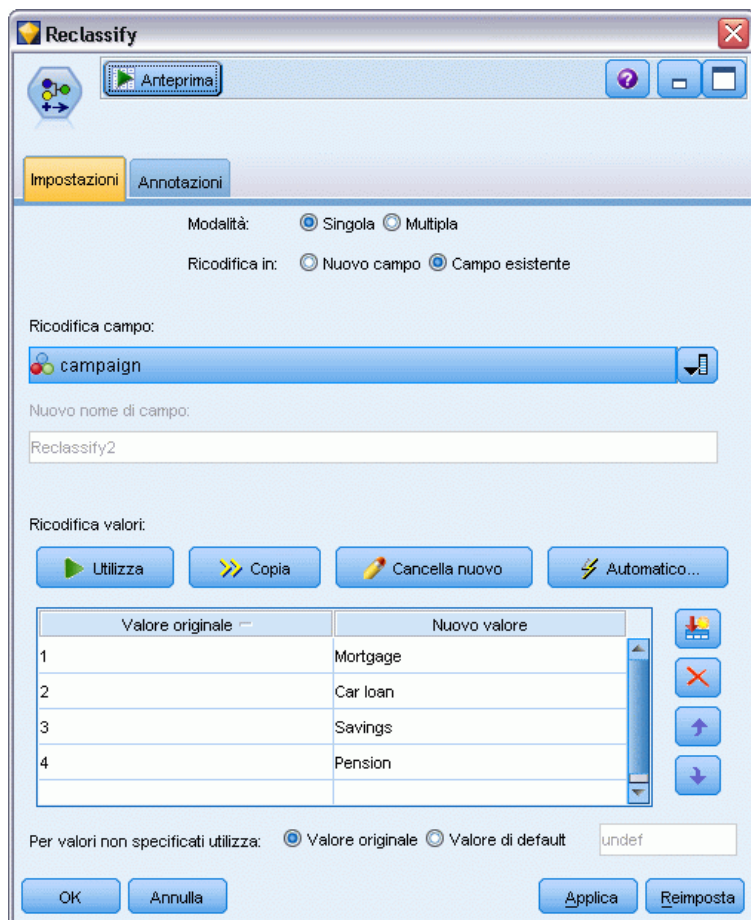 Reclassify
Anteprima
Impostazioni Annotazioni
Modalità: Singola Multipla
Ricodifica in: Nuovo campo Campo esistente
Ricodifica campo:
campaign
Nuovo nome di campo:
Reclassify2
Ricodifica valori:
Utilizza Copia Cancella nuovo Automatico...
Valore originale Nuovo valore
1 Mortgage
2 Car loan
3 Savings
4 Pension
Per valori non specificati utilizza: Valore originale Valore di default undef
OK Annulla Applica Reimposta